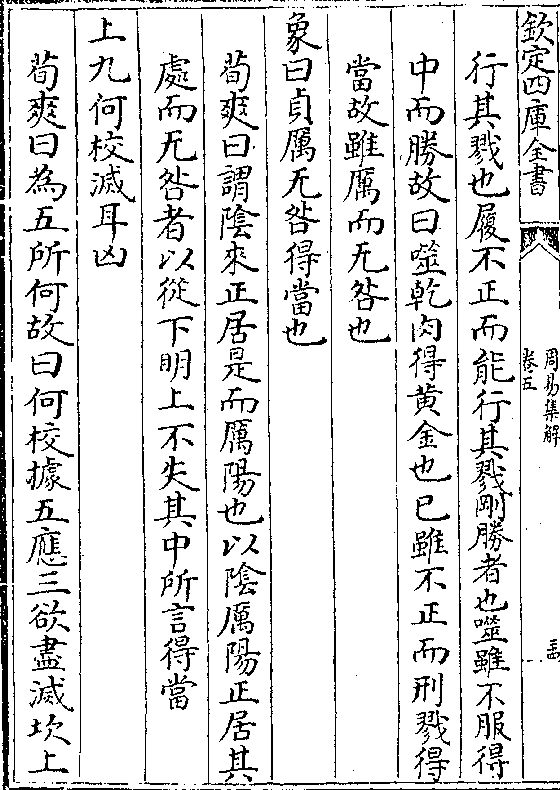 欽定四庫全書
周易集解
卷五
行其戮也履不正而能行其戮剛勝者也噬雖不服得
中而勝故曰噬乾肉得黄金也已雖不正而刑戮得
當故雖厲而无咎也
象曰貞厲无咎得當也
荀爽曰謂陰來正居是而厲陽也以陰厲陽正居其
處而无咎者以從下明上不失其中所言得當
上九何校滅耳凶
荀爽曰為五所何故曰何校據五應三欲盡滅坎上